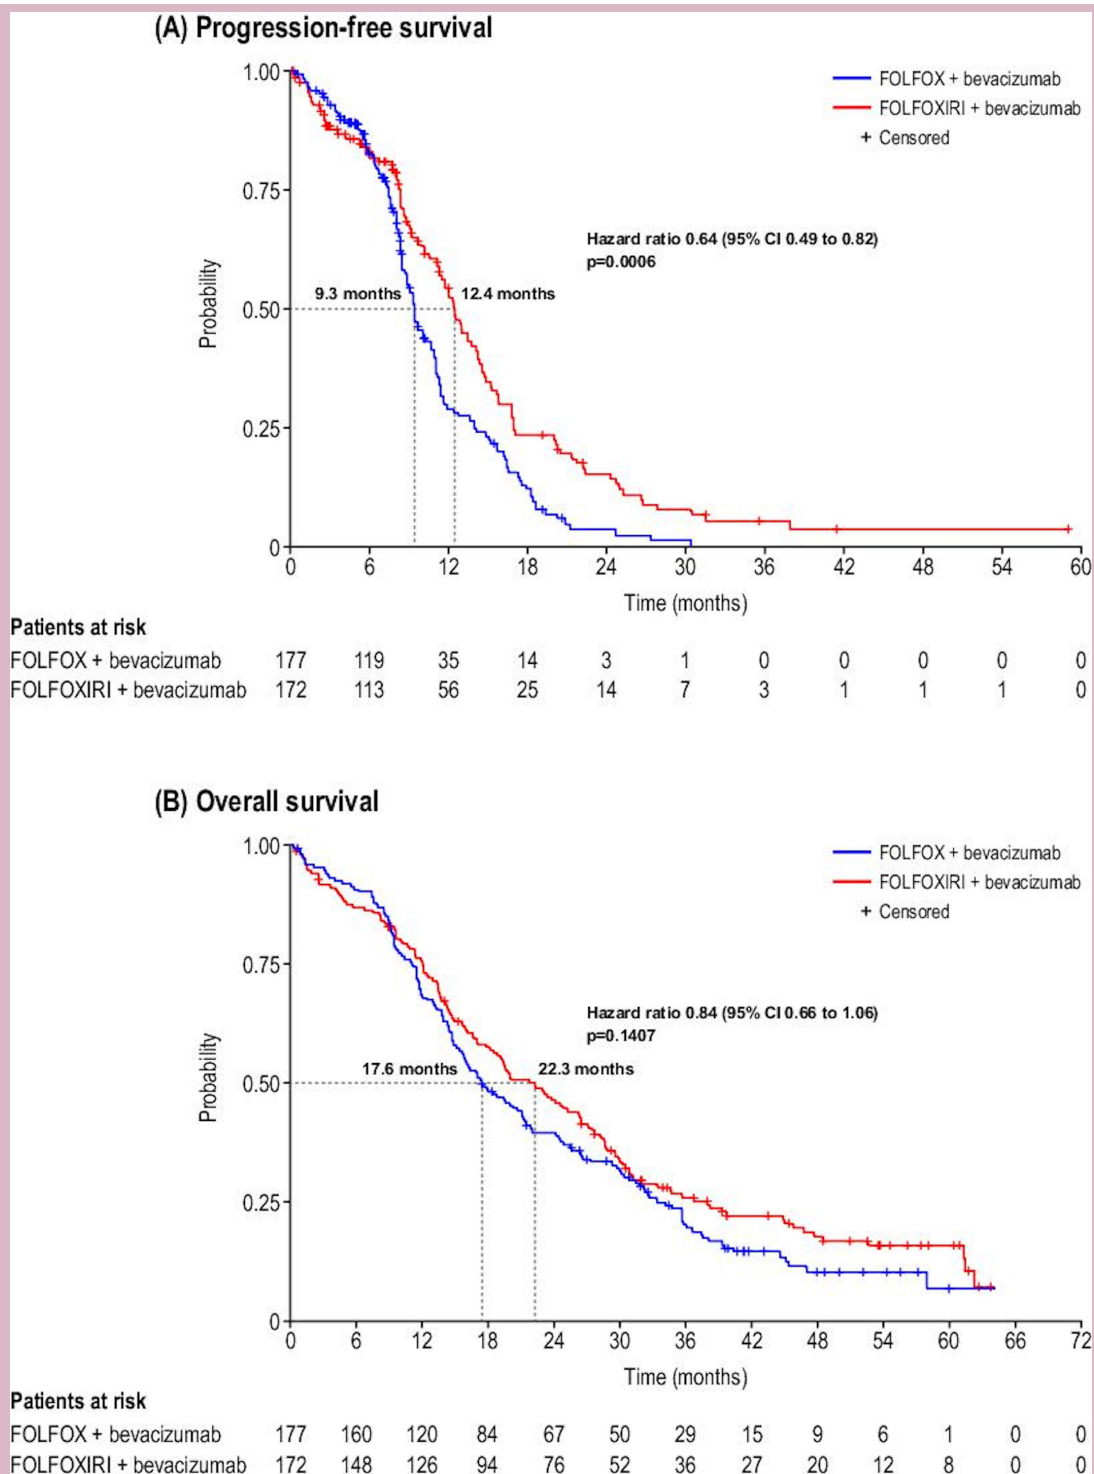 (A) Progression-free survival
1.00
0.75
0.50
0.25
0
Probability
FOLFOX + bevacizumab
FOLFOXIRI + bevacizumab
+ Censored
Hazard ratio 0.64 (95% CI 0.49 to 0.82)
p=0.0006
9.3 months
12.4 months
0 6 12 18 24 30 36 42 48 54 60
Time (months)
Patients at risk
FOLFOX + bevacizumab 177 119 35 14 3 1 0 0 0 0 0
FOLFOXIRI + bevacizumab 172 113 56 25 14 7 3 1 1 1 0
(B) Overall survival
1.00
0.75
0.50
0.25
0
Probability
FOLFOX + bevacizumab
FOLFOXIRI + bevacizumab
+ Censored
Hazard ratio 0.84 (95% CI 0.66 to 1.06)
p=0.1407
17.6 months
22.3 months
0 6 12 18 24 30 36 42 48 54 60 66 72
Time (months)
Patients at risk
FOLFOX + bevacizumab 177 160 120 84 67 50 29 15 9 6 1 0 0
FOLFOXIRI + bevacizumab 172 148 126 94 76 52 36 27 20 12 8 0 0